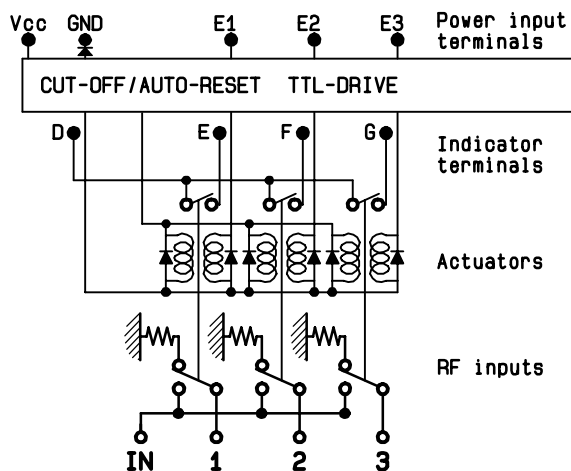 Vcc GND E1 E2 E3 Power input
terminals
CUT-OFF/AUTO-RESET TTL-DRIVE
D E F G Indicator
terminals
Actuators
RF inputs
IN 1 2 3